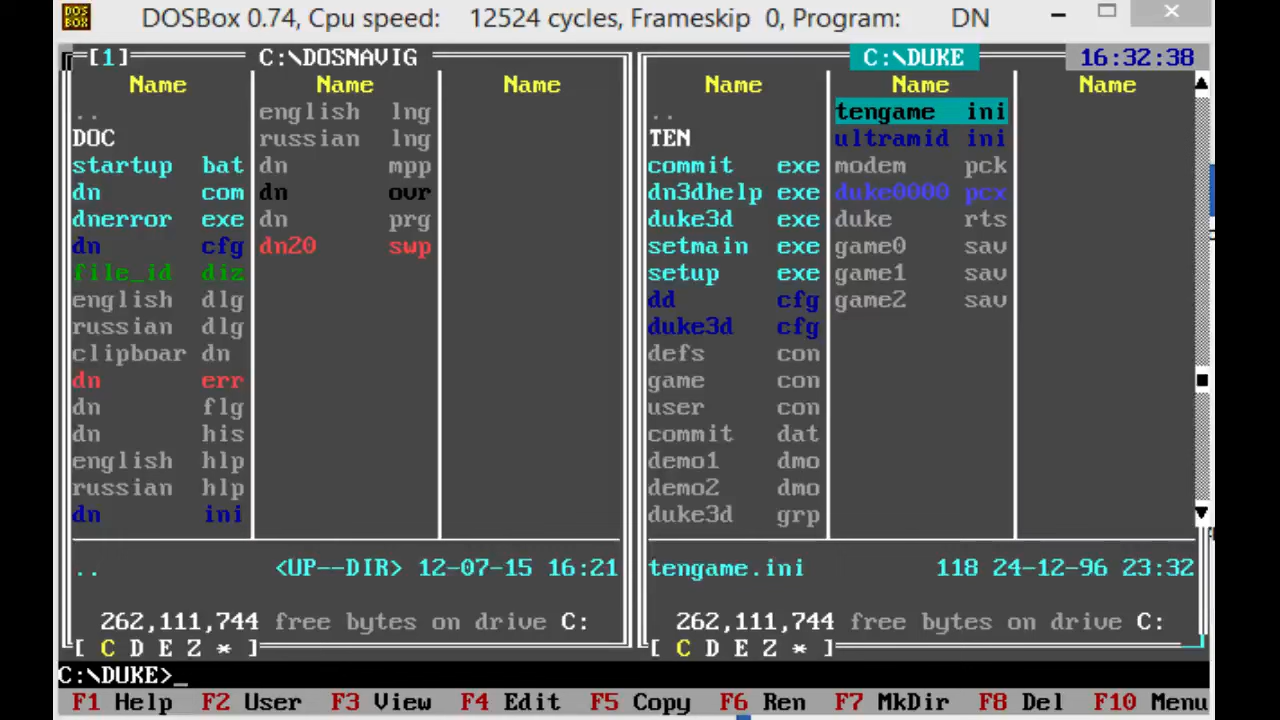 DOS BOX DOSBox 0.74, Cpu speed: 12524 cycles, Frameskip 0, Program: DN
[1] C:\DOSNAVIG C:\DUKE 16:32:38
Name Name Name Name Name Name
.. english lng .. tengame ini
DOC russian lng TEN ultramid ini
startup bat dn mpp commit exe modem pck
dn com dn ovr dn3dhelp exe duke0000 pcx
dnerror exe dn prg duke3d exe duke rts
dn cfg dn20 swp setmain exe game0 sav
file_id diz setup exe game1 sav
english dlg dd cfg game2 sav
russian dlg duke3d cfg
clipboar dn defs con
dn err game con
dn flg user con
dn his commit dat
english hlp demo1 dmo
russian hlp demo2 dmo
dn ini duke3d grp
.. <UP--DIR> 12-07-15 16:21 tengame.ini 118 24-12-96 23:32
262,111,744 free bytes on drive C: 262,111,744 free bytes on drive C:
[ C D E Z * ] [ C D E Z * ]
C:\DUKE>_
F1 Help F2 User F3 View F4 Edit F5 Copy F6 Ren F7 MkDir F8 Del F10 Menu